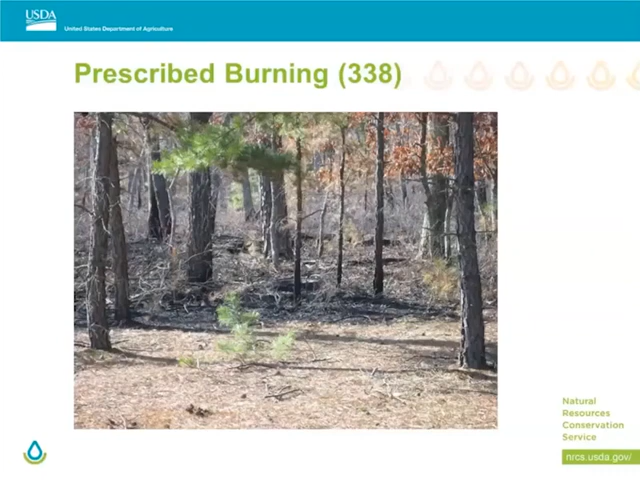 USDA
United States Department of Agriculture
Prescribed Burning (338)
Natural
Resources
Conservation
Service
nrcs.usda.gov/